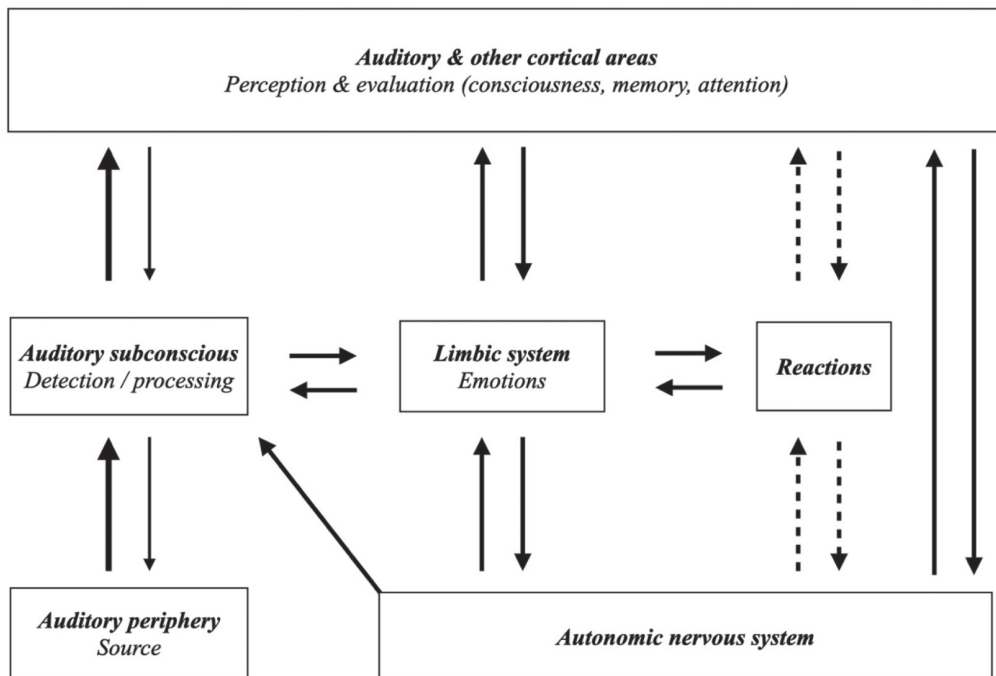 Auditory & other cortical areas
Perception & evaluation (consciousness, memory, attention)
Auditory subconscious
Detection / processing
Limbic system
Emotions
Reactions
Auditory periphery
Source
Autonomic nervous system